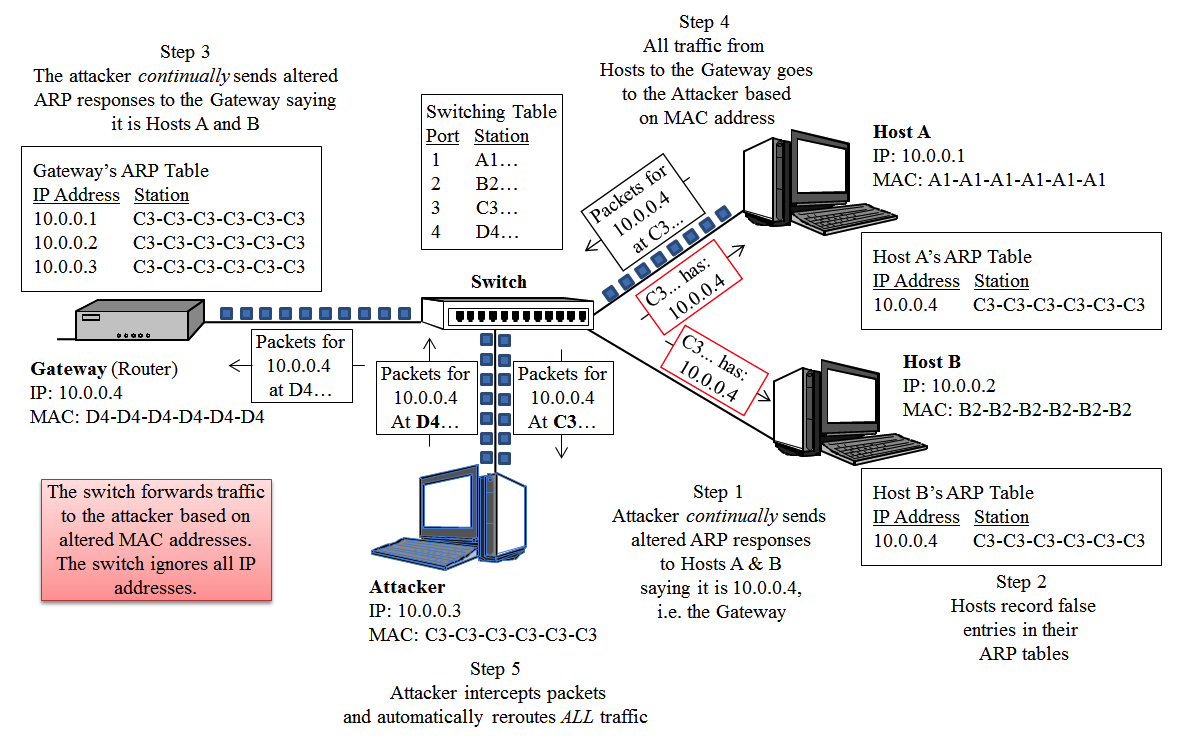 Step 3
The attacker continually sends altered
ARP responses to the Gateway saying
it is Hosts A and B
Gateway's ARP Table
IP Address Station
10.0.0.1 C3-C3-C3-C3-C3-C3
10.0.0.2 C3-C3-C3-C3-C3-C3
10.0.0.3 C3-C3-C3-C3-C3-C3
Switching Table
Port Station
1 A1…
2 B2…
3 C3…
4 D4…
Step 4
All traffic from
Hosts to the Gateway goes
to the Attacker based
on MAC address
Packets for
10.0.0.4
at C3…
Host A
IP: 10.0.0.1
MAC: A1-A1-A1-A1-A1-A1
Host A's ARP Table
IP Address Station
10.0.0.4 C3-C3-C3-C3-C3-C3
Switch
C3... has:
10.0.0.4
C3... has:
10.0.0.4
Gateway (Router)
IP: 10.0.0.4
MAC: D4-D4-D4-D4-D4-D4
Packets for
10.0.0.4
at D4…
Packets for
10.0.0.4
At D4…
Packets for
10.0.0.4
At C3…
Host B
IP: 10.0.0.2
MAC: B2-B2-B2-B2-B2-B2
Host B's ARP Table
IP Address Station
10.0.0.4 C3-C3-C3-C3-C3-C3
The switch forwards traffic
to the attacker based on
altered MAC addresses.
The switch ignores all IP
addresses.
Attacker
IP: 10.0.0.3
MAC: C3-C3-C3-C3-C3-C3
Step 1
Attacker continually sends
altered ARP responses
to Hosts A & B
saying it is 10.0.0.4,
i.e. the Gateway
Step 2
Hosts record false
entries in their
ARP tables
Step 5
Attacker intercepts packets
and automatically reroutes ALL traffic